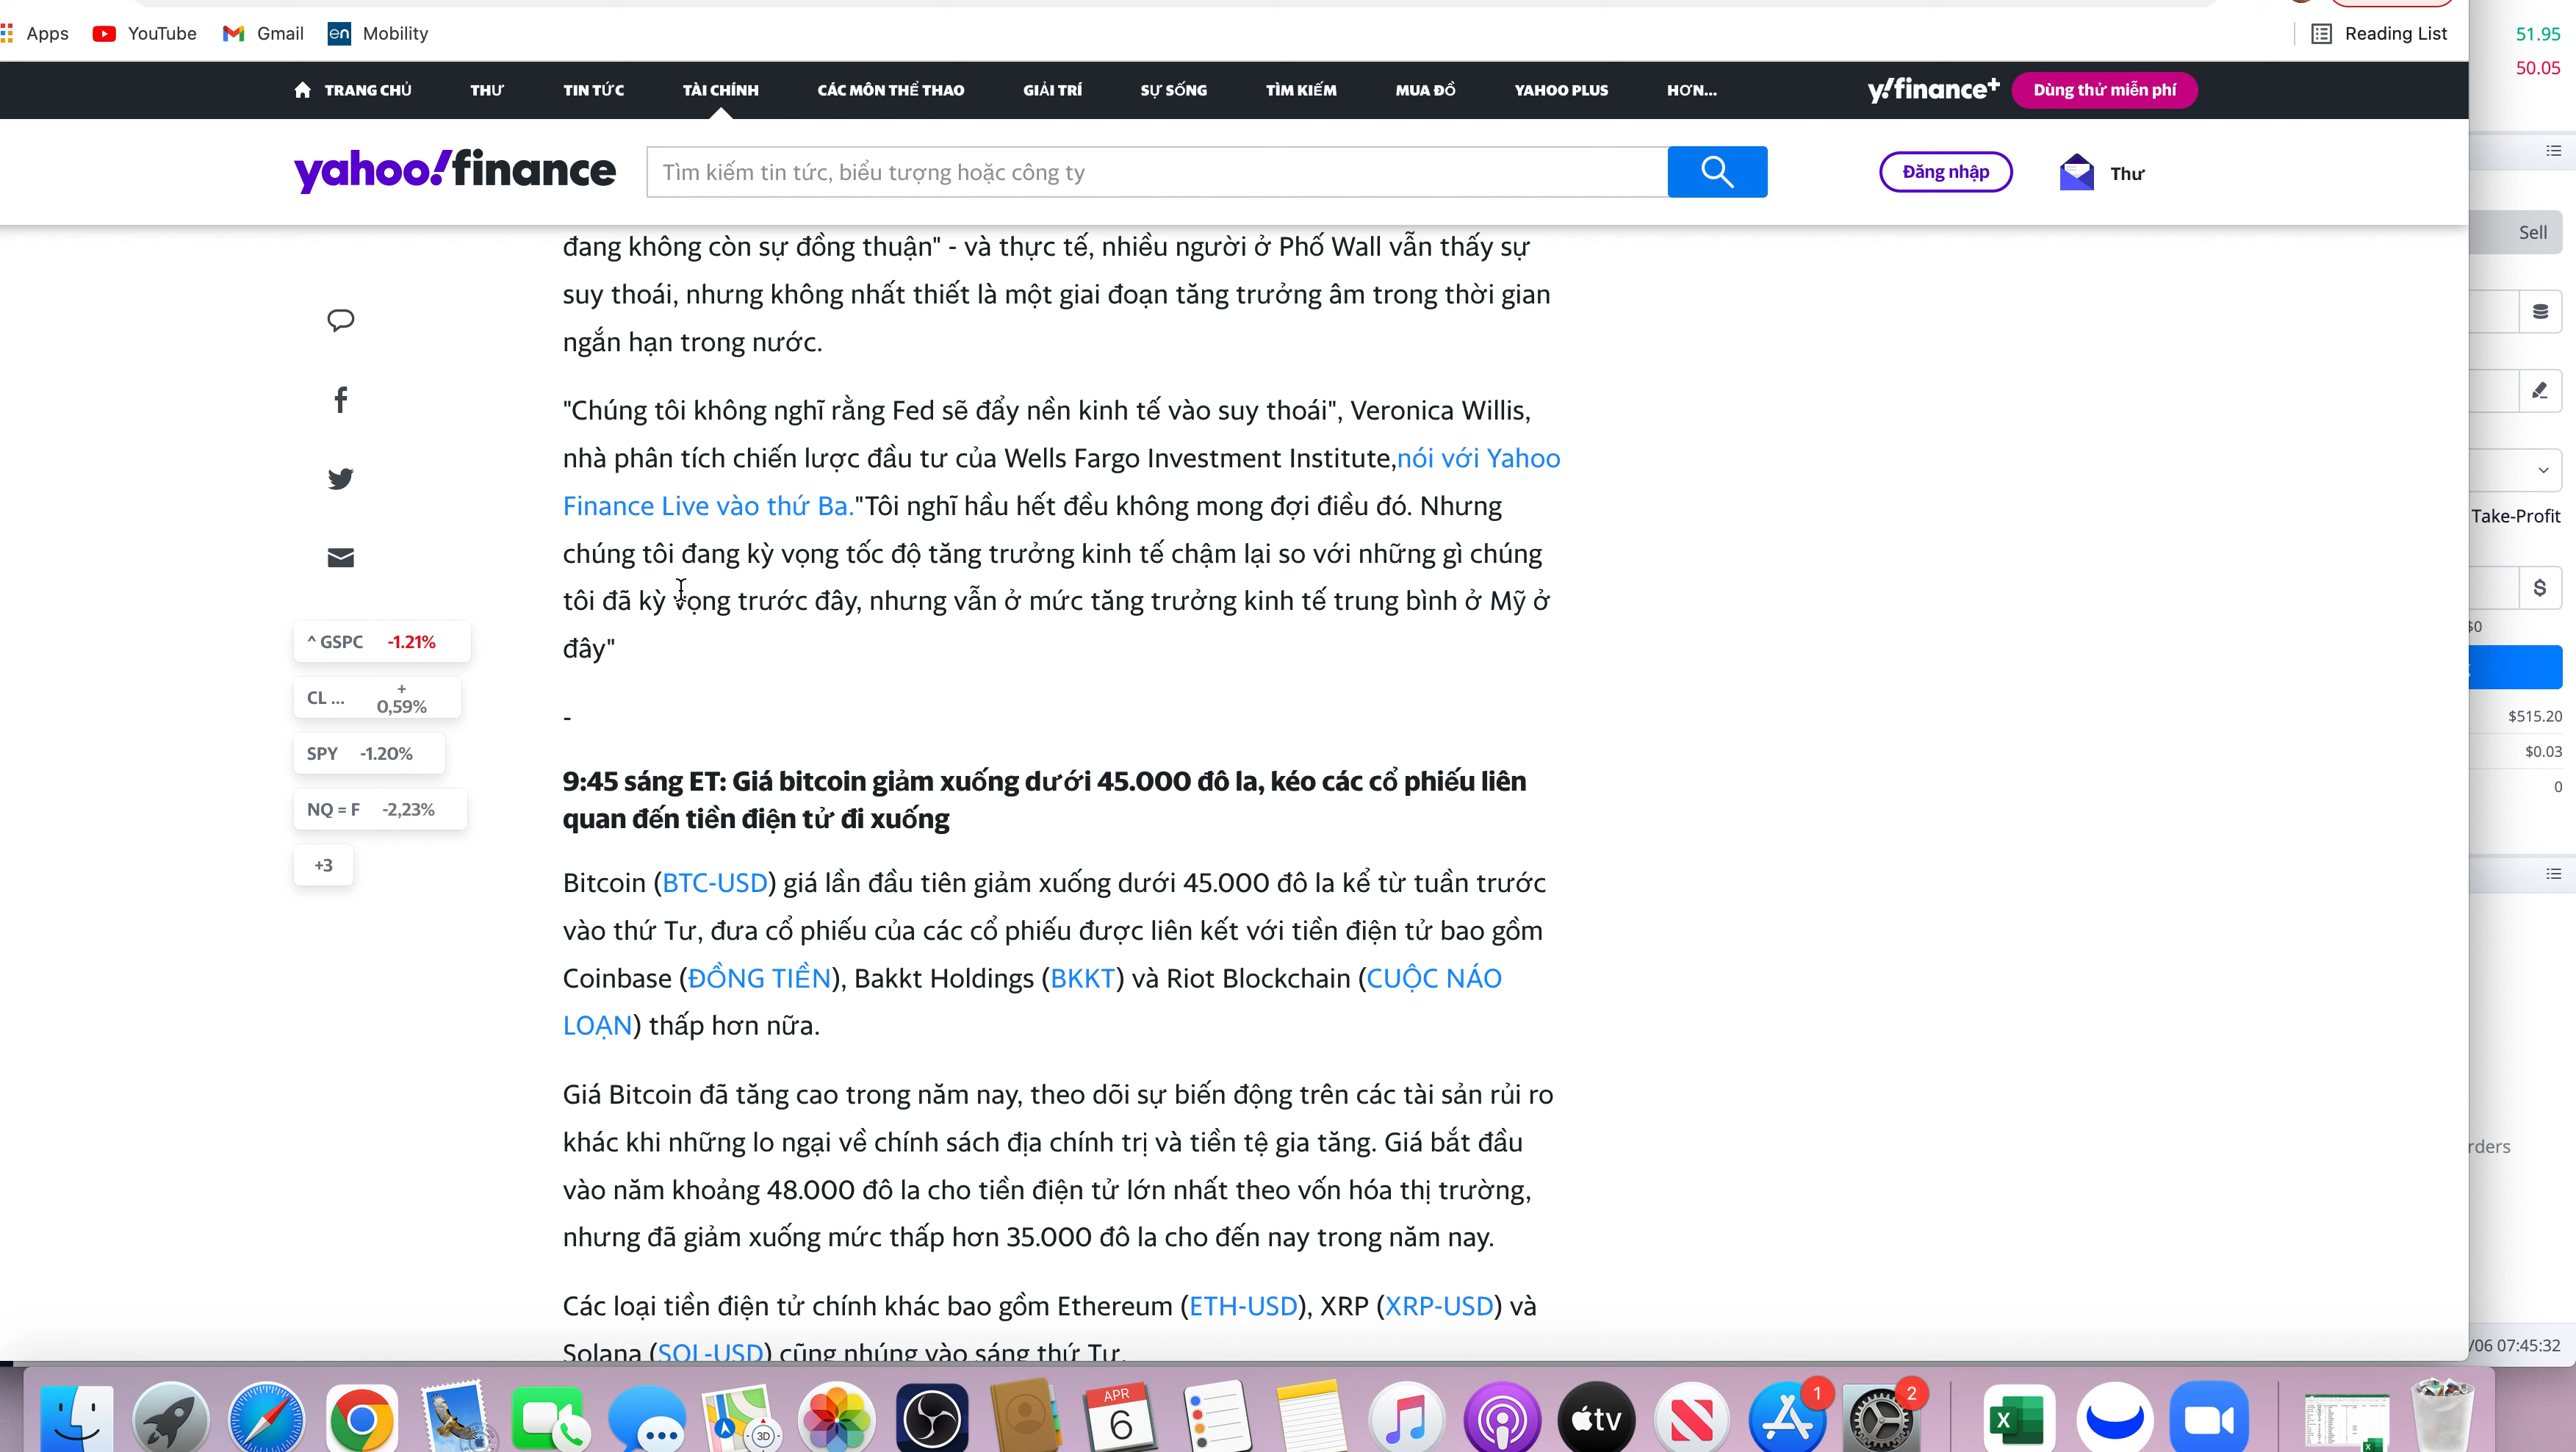 Apps YouTube Gmail en Mobility Reading List
51.95
50.05
TRANG CHỦ THƯ TIN TỨC TÀI CHÍNH CÁC MÔN THỂ THAO GIẢI TRÍ SỰ SỐNG TÌM KIẾM MUA ĐỒ YAHOO PLUS HƠN... y!finance+ Dùng thử miễn phí
yahoo!finance Tìm kiếm tin tức, biểu tượng hoặc công ty Đăng nhập Thư
Sell
đang không còn sự đồng thuận" - và thực tế, nhiều người ở Phố Wall vẫn thấy sự
suy thoái, nhưng không nhất thiết là một giai đoạn tăng trưởng âm trong thời gian
ngắn hạn trong nước.
"Chúng tôi không nghĩ rằng Fed sẽ đẩy nền kinh tế vào suy thoái", Veronica Willis,
nhà phân tích chiến lược đầu tư của Wells Fargo Investment Institute,nói với Yahoo
Finance Live vào thứ Ba."Tôi nghĩ hầu hết đều không mong đợi điều đó. Nhưng
chúng tôi đang kỳ vọng tốc độ tăng trưởng kinh tế chậm lại so với những gì chúng
tôi đã kỳ vọng trước đây, nhưng vẫn ở mức tăng trưởng kinh tế trung bình ở Mỹ ở
đây"
-
^ GSPC -1.21%
CL ... + 0,59%
SPY -1.20%
NQ = F -2,23%
+3
Take-Profit
$
$0
$515.20
$0.03
0
9:45 sáng ET: Giá bitcoin giảm xuống dưới 45.000 đô la, kéo các cổ phiếu liên
quan đến tiền điện tử đi xuống
Bitcoin (BTC-USD) giá lần đầu tiên giảm xuống dưới 45.000 đô la kể từ tuần trước
vào thứ Tư, đưa cổ phiếu của các cổ phiếu được liên kết với tiền điện tử bao gồm
Coinbase (ĐỒNG TIỀN), Bakkt Holdings (BKKT) và Riot Blockchain (CUỘC NÁO
LOẠN) thấp hơn nữa.
Giá Bitcoin đã tăng cao trong năm nay, theo dõi sự biến động trên các tài sản rủi ro
khác khi những lo ngại về chính sách địa chính trị và tiền tệ gia tăng. Giá bắt đầu
vào năm khoảng 48.000 đô la cho tiền điện tử lớn nhất theo vốn hóa thị trường,
nhưng đã giảm xuống mức thấp hơn 35.000 đô la cho đến nay trong năm nay.
Các loại tiền điện tử chính khác bao gồm Ethereum (ETH-USD), XRP (XRP-USD) và
Solana (SOL-USD) cũng nhúng vào sáng thứ Tư.
rders
/06 07:45:32
APR
6
3D
tv
1
2
X